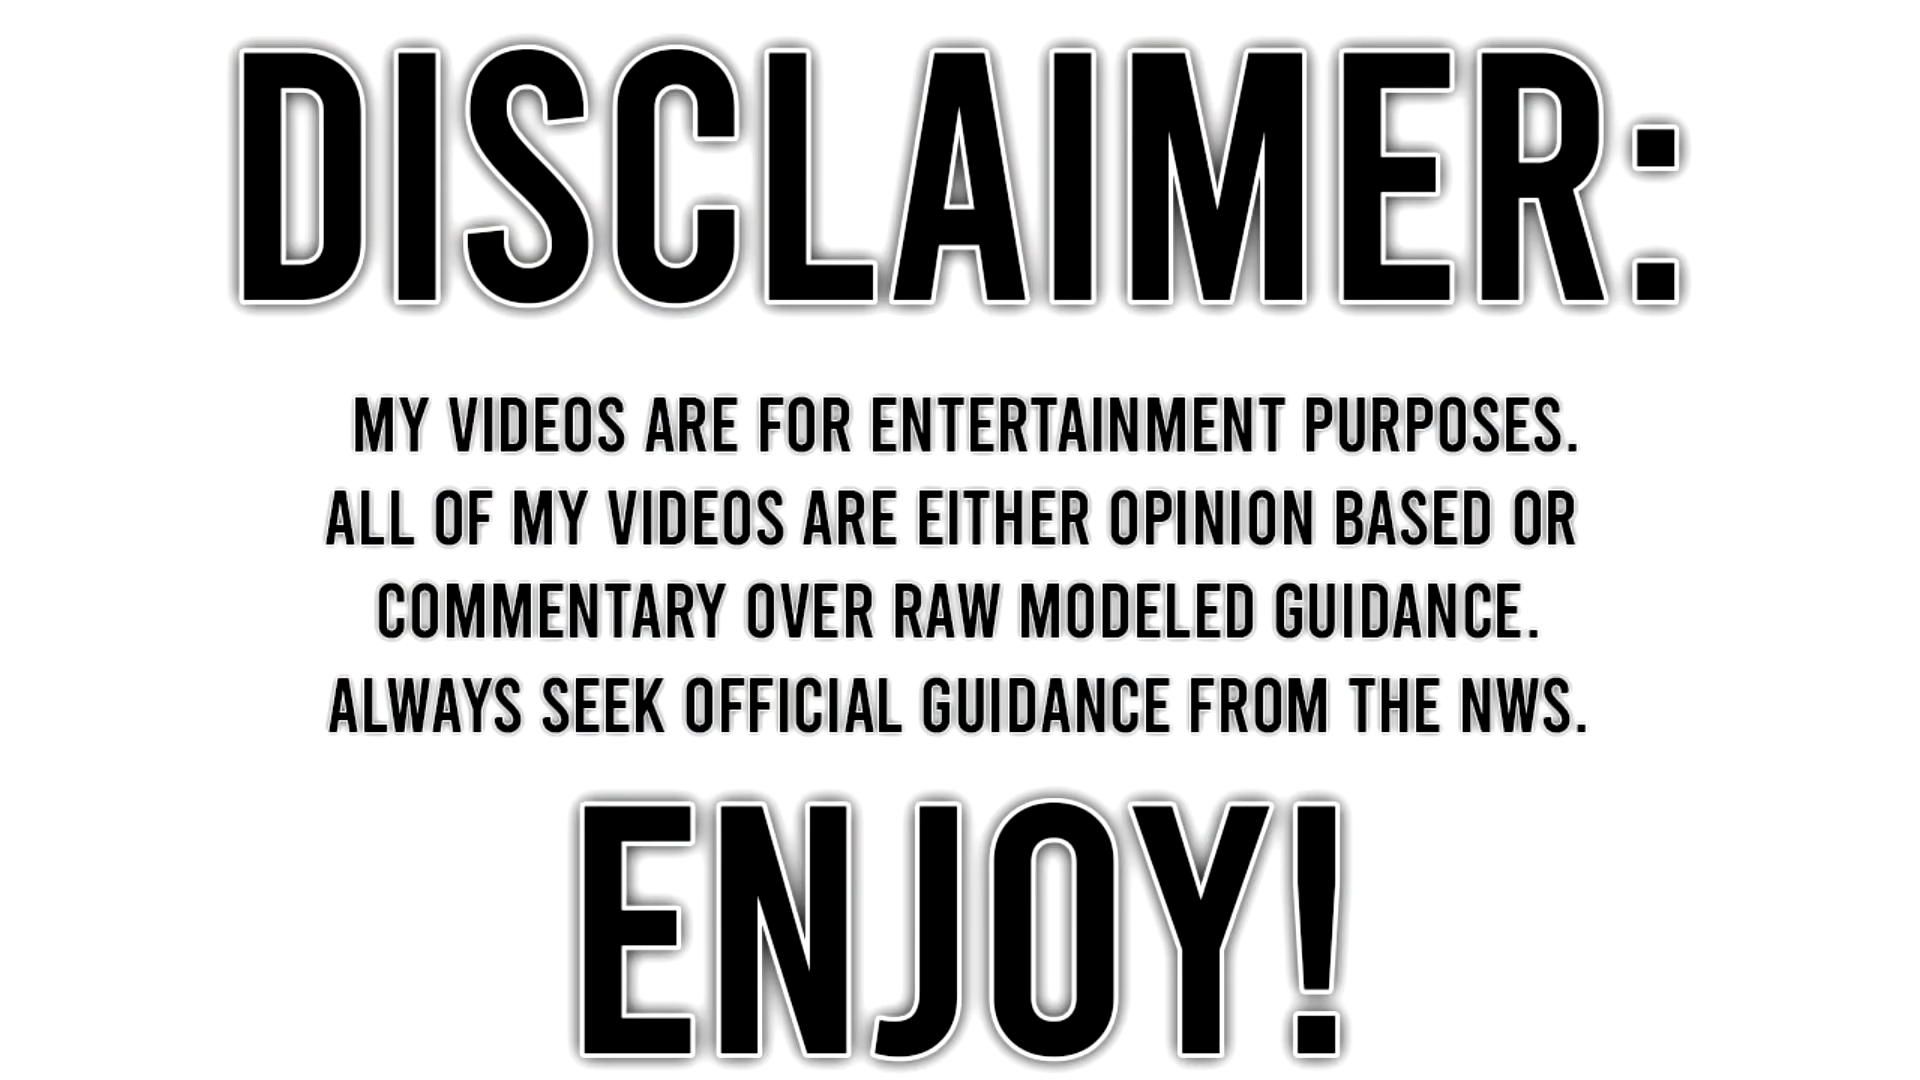 DISCLAIMER:
MY VIDEOS ARE FOR ENTERTAINMENT PURPOSES.
ALL OF MY VIDEOS ARE EITHER OPINION BASED OR
COMMENTARY OVER RAW MODELED GUIDANCE.
ALWAYS SEEK OFFICIAL GUIDANCE FROM THE NWS.
ENJOY!